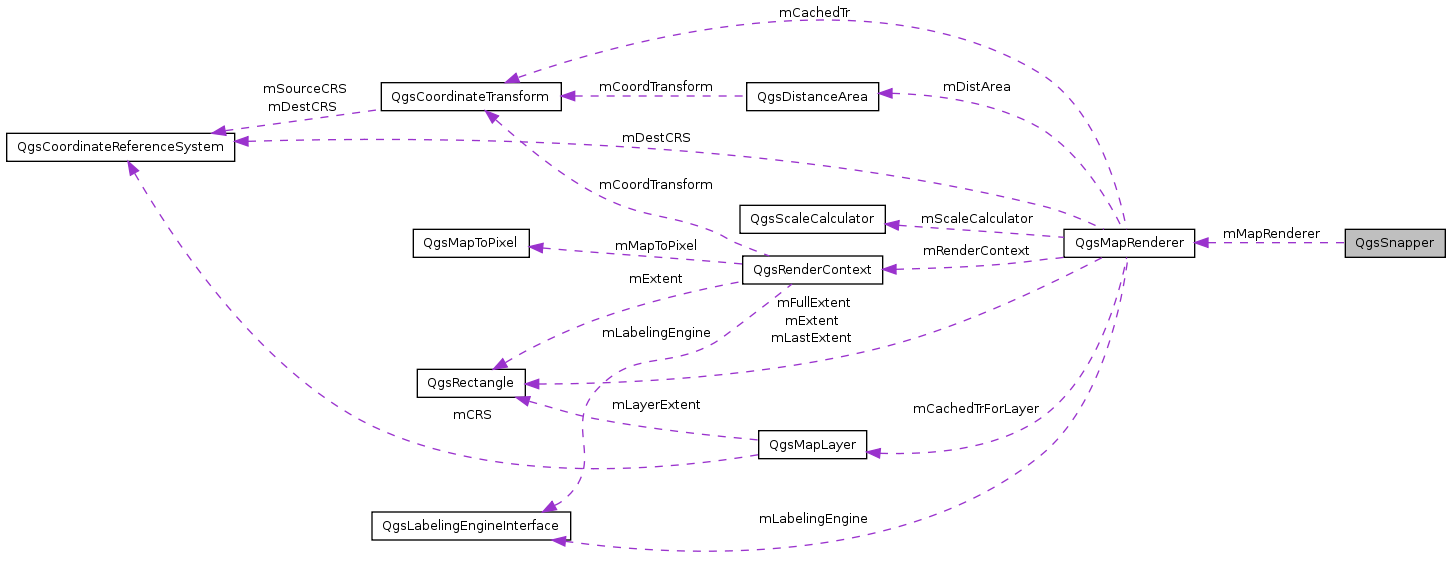 mCachedTr
mSourceCRS
mDestCRS
QgsCoordinateTransform
mCoordTransform
QgsDistanceArea
mDistArea
QgsCoordinateReferenceSystem
mDestCRS
mCoordTransform
QgsScaleCalculator
mScaleCalculator
QgsMapToPixel
mMapToPixel
QgsRenderContext
mRenderContext
QgsMapRenderer
mMapRenderer
QgsSnapper
mExtent
mFullExtent
mExtent
mLastExtent
mLabelingEngine
QgsRectangle
mLayerExtent
mCRS
mCachedTrForLayer
QgsMapLayer
QgsLabelingEngineInterface
mLabelingEngine